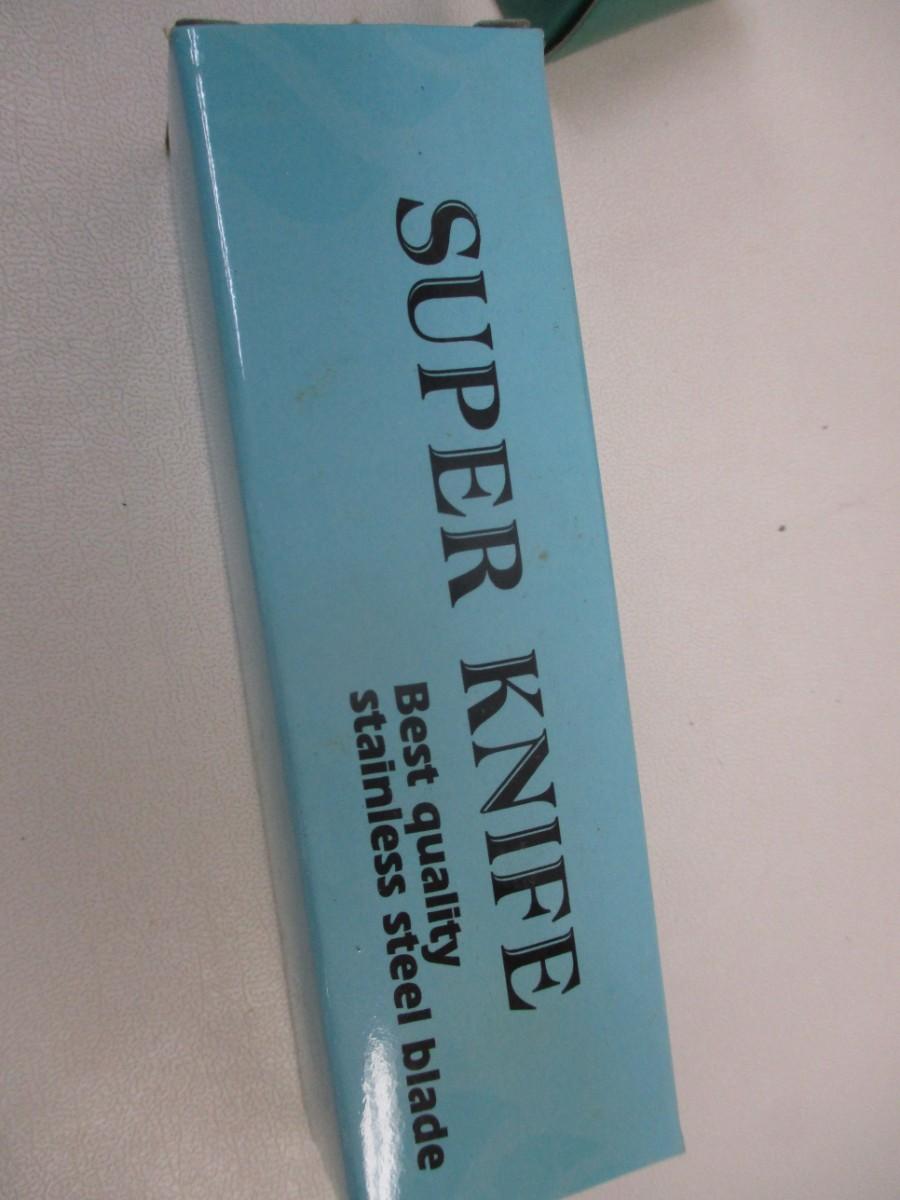 SUPER KNIFE
Best quality
stainless steel blade